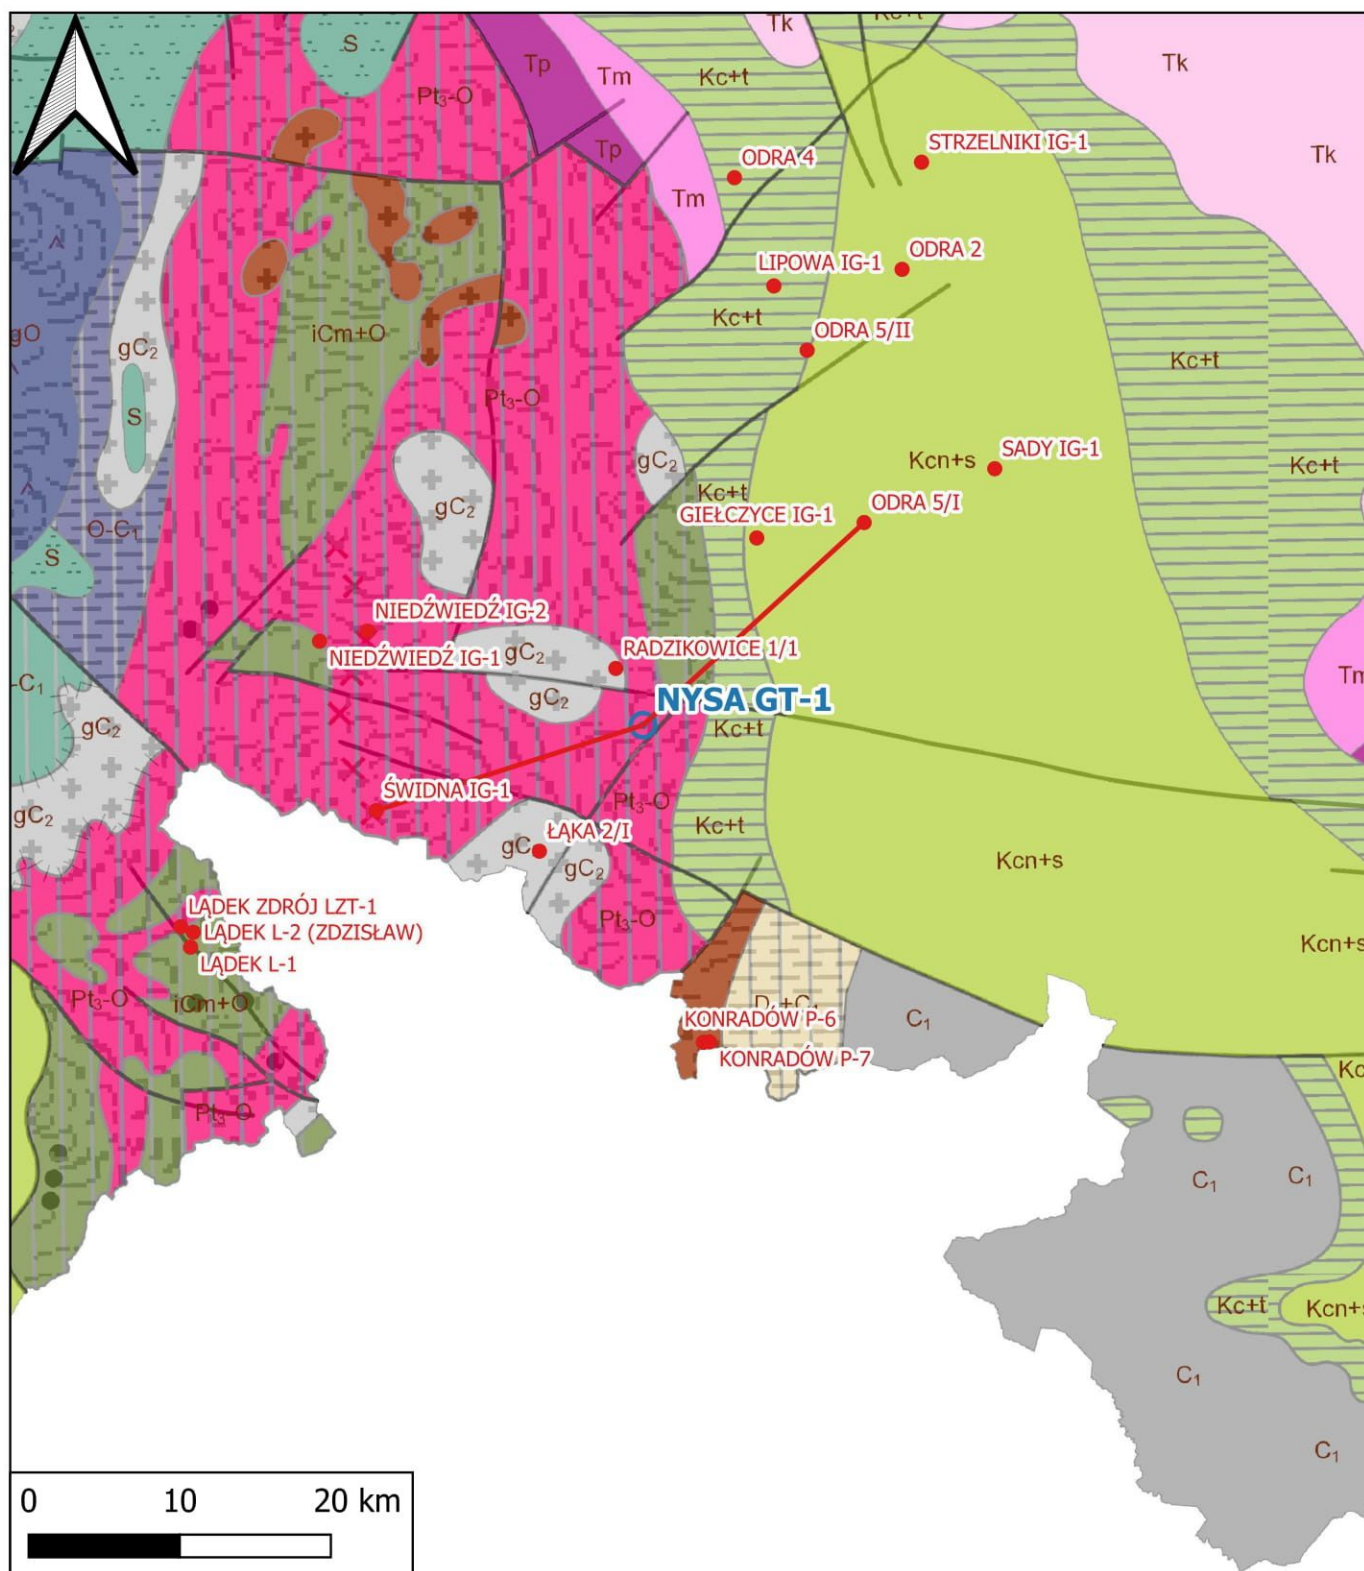 Tk
Kc+t
S
Tp
Tm
Kc+t
Tk
Pt₃-O
Tp
Tk
STRZELNIKI IG-1
ODRA 4
Tm
ODRA 2
LIPOWA IG-1
Kc+t
gO
iCm+O
gC₂
ODRA 5/II
Kc+t
Pt₃-O
S
gC₂
Kcn+s
SADY IG-1
Kc+t
Kc+t
ODRA 5/I
O-C₁
GIEŁCZYCE IG-1
gC₂
S
NIEDŹWIEDŹ IG-2
NIEDŹWIEDŹ IG-1
gC₂
RADZIKOWICE 1/1
-C₁
gC₂
NYSA GT-1
Tm
gC₂
Kc+t
ŚWIDNA IG-1
Pt₃-O
gC₂
Kc+t
ŁĄKA 2/I
gC
gC₂
Kcn+s
LĄDEK ZDRÓJ LZT-1
LĄDEK L-2 (ZDZISŁAW)
Pt₃-O
Kcn+s
LĄDEK L-1
Pt₃-O
iCm+O
KONRADÓW P-6
C₁
KONRADÓW P-7
Kc
Pt₃-O
C₁
C₁
Kc+t
Kcn+s
C₁
C₁
0 10 20 km